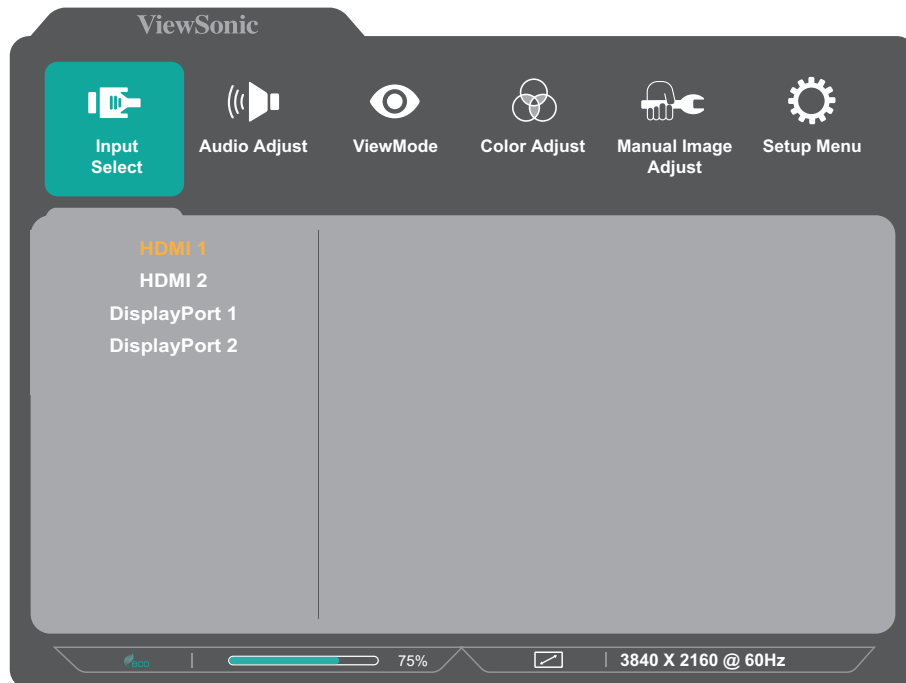 ViewSonic
Input
Select
Audio Adjust
ViewMode
Color Adjust
Manual Image
Adjust
Setup Menu
HDMI 1
HDMI 2
DisplayPort 1
DisplayPort 2
eco
75%
3840 X 2160 @ 60Hz